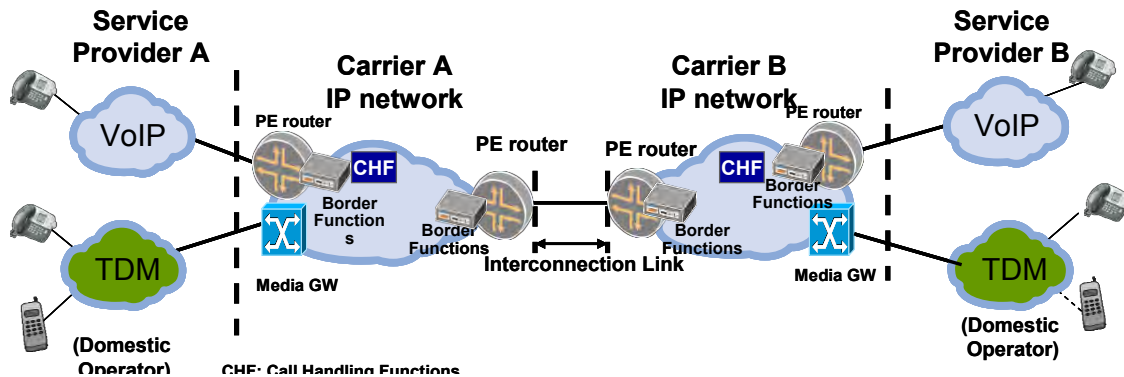 Service
Provider A
Carrier A
IP network
Carrier B
IP network
Service
Provider B
VoIP
PE router
CHF
PE router
PE router
CHF
PE router
VoIP
Border
Function
s
Border
Functions
Border
Functions
Border
Functions
Interconnection Link
TDM
Media GW
Media GW
TDM
(Domestic
Operator)
(Domestic
Operator)
CHF: Call Handling Functions